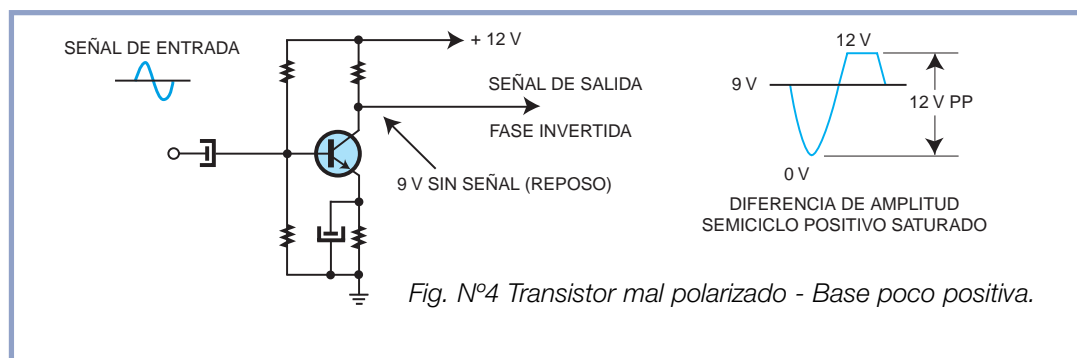 SEÑAL DE ENTRADA
+ 12 V
SEÑAL DE SALIDA
FASE INVERTIDA
9 V SIN SEÑAL (REPOSO)
12 V
9 V
12 V PP
0 V
DIFERENCIA DE AMPLITUD
SEMICICLO POSITIVO SATURADO
Fig. Nº4 Transistor mal polarizado - Base poco positiva.